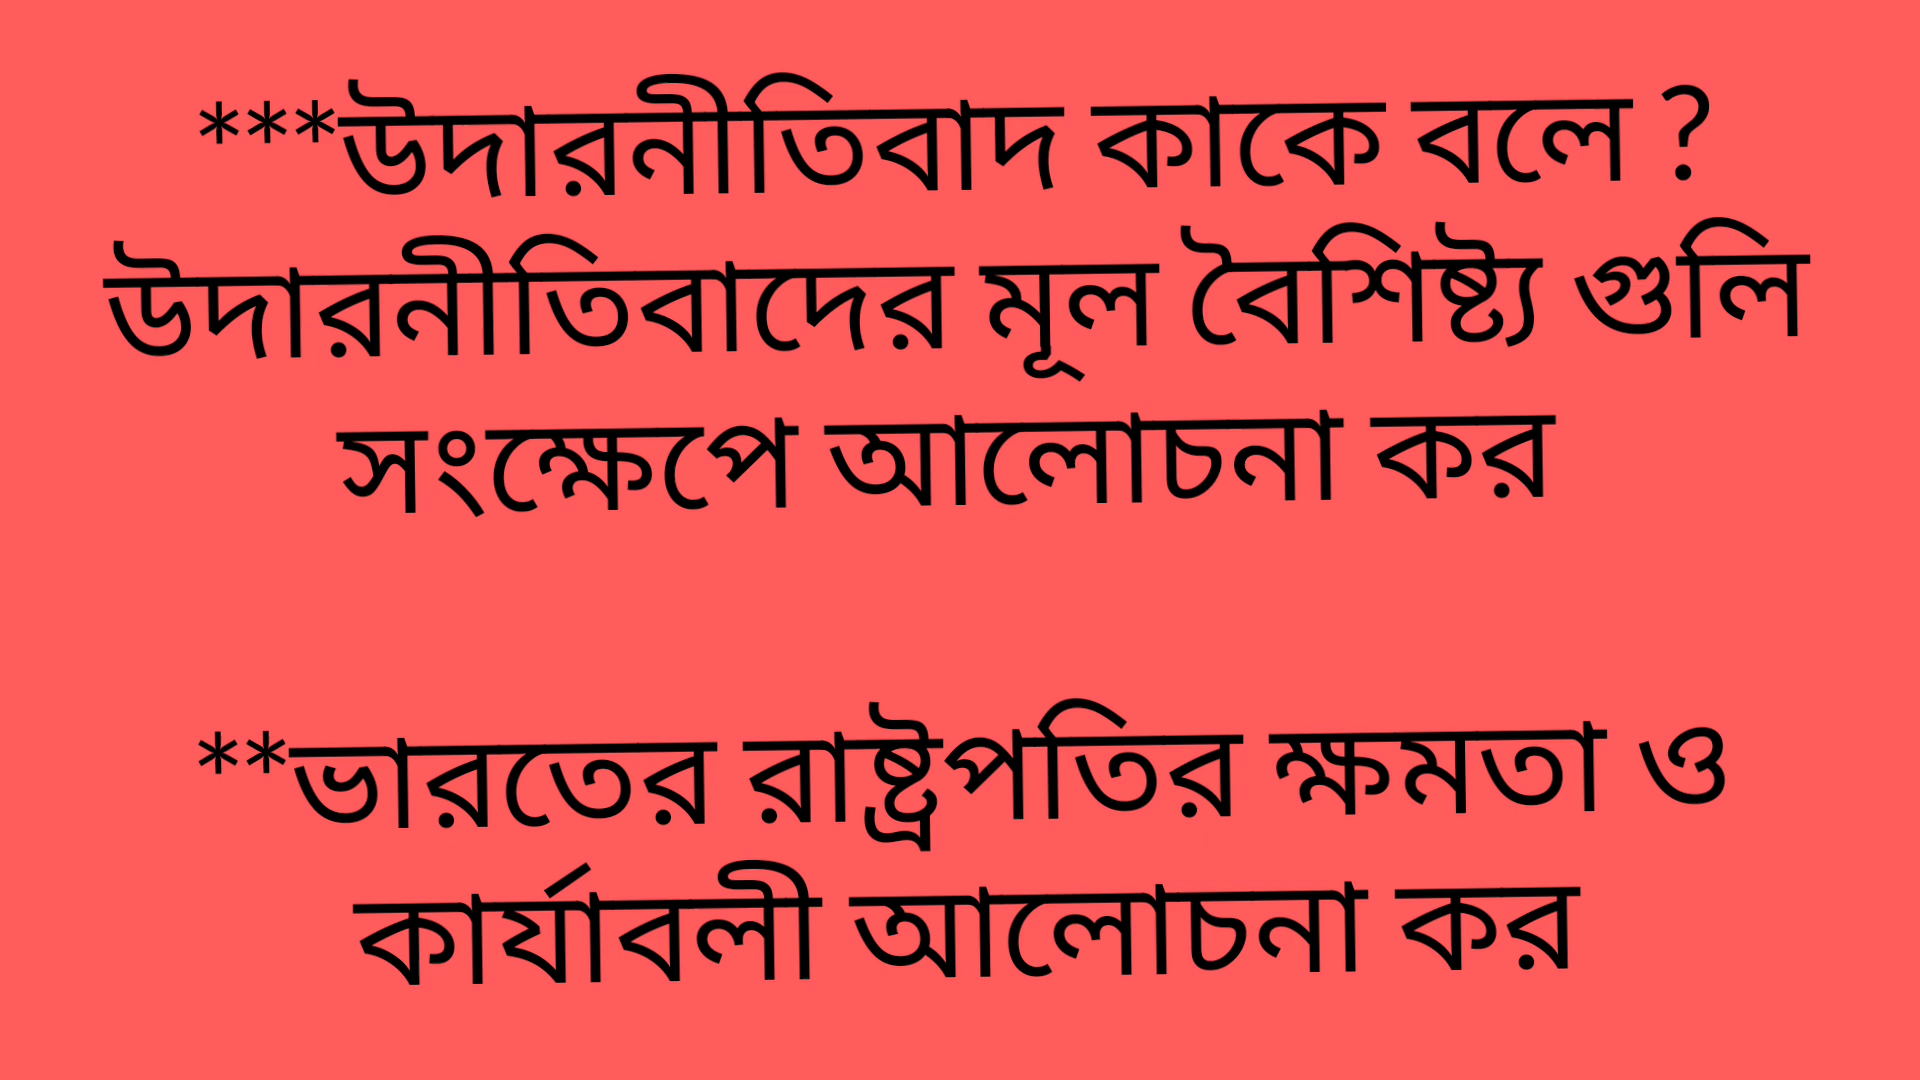 ***উদারনীতিবাদ কাকে বলে ?
উদারনীতিবাদের মূল বৈশিষ্ট্য গুলি
সংক্ষেপে আলোচনা কর
**ভারতের রাষ্ট্রপতির ক্ষমতা ও
কার্যাবলী আলোচনা কর